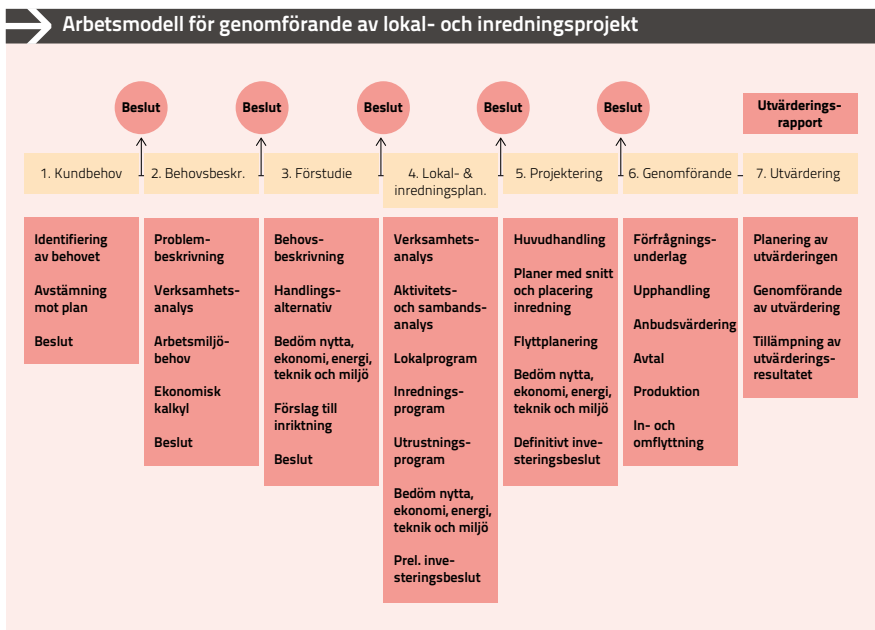 Arbetsmodell för genomförande av lokal- och inredningsprojekt
Beslut
Beslut
Beslut
Beslut
Beslut
Utvärderings-
rapport
1. Kundbehov
2. Behovsbeskr.
3. Förstudie
4. Lokal- &
inredningsplan.
5. Projektering
6. Genomförande
7. Utvärdering
Identifiering
av behovet
Avstämning
mot plan
Beslut
Problem-
beskrivning
Verksamhets-
analys
Arbetsmiljö-
behov
Ekonomisk
kalkyl
Beslut
Behovs-
beskrivning
Handlings-
alternativ
Bedöm nytta,
ekonomi, energi,
teknik och miljö
Förslag till
inriktning
Beslut
Verksamhets-
analys
Aktivitets-
och sambands-
analys
Lokalprogram
Inrednings-
program
Utrustnings-
program
Bedöm nytta,
ekonomi, energi,
teknik och miljö
Prel. inve-
steringsbeslut
Huvudhandling
Planer med snitt
och placering
inredning
Flyttplanering
Bedöm nytta,
ekonomi, energi,
teknik och miljö
Definitivt inve-
steringsbeslut
Förfrågnings-
underlag
Upphandling
Anbudsvärdering
Avtal
Produktion
In- och
omflyttning
Planering av
utvärderingen
Genomförande
av utvärdering
Tillämpning av
utvärderings-
resultatet